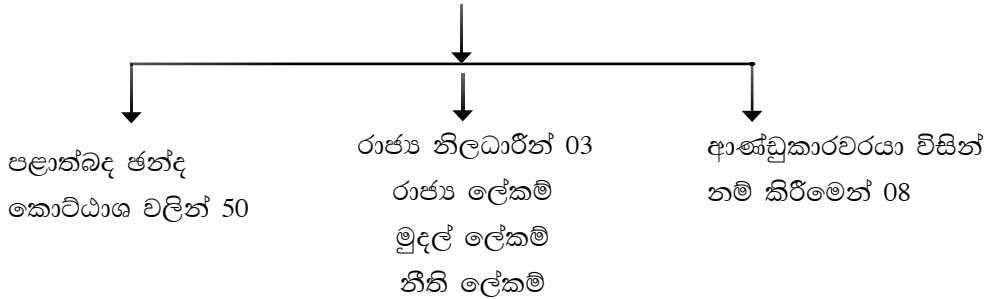 පළාත්බද ඡන්ද
කොට්ඨාශ වලින් 50
රාජ්‍ය නිලධාරීන් 03
රාජ්‍ය ලේකම්
මුදල් ලේකම්
නීති ලේකම්
ආණ්ඩුකාරවරයා විසින්
නම් කිරීමෙන් 08